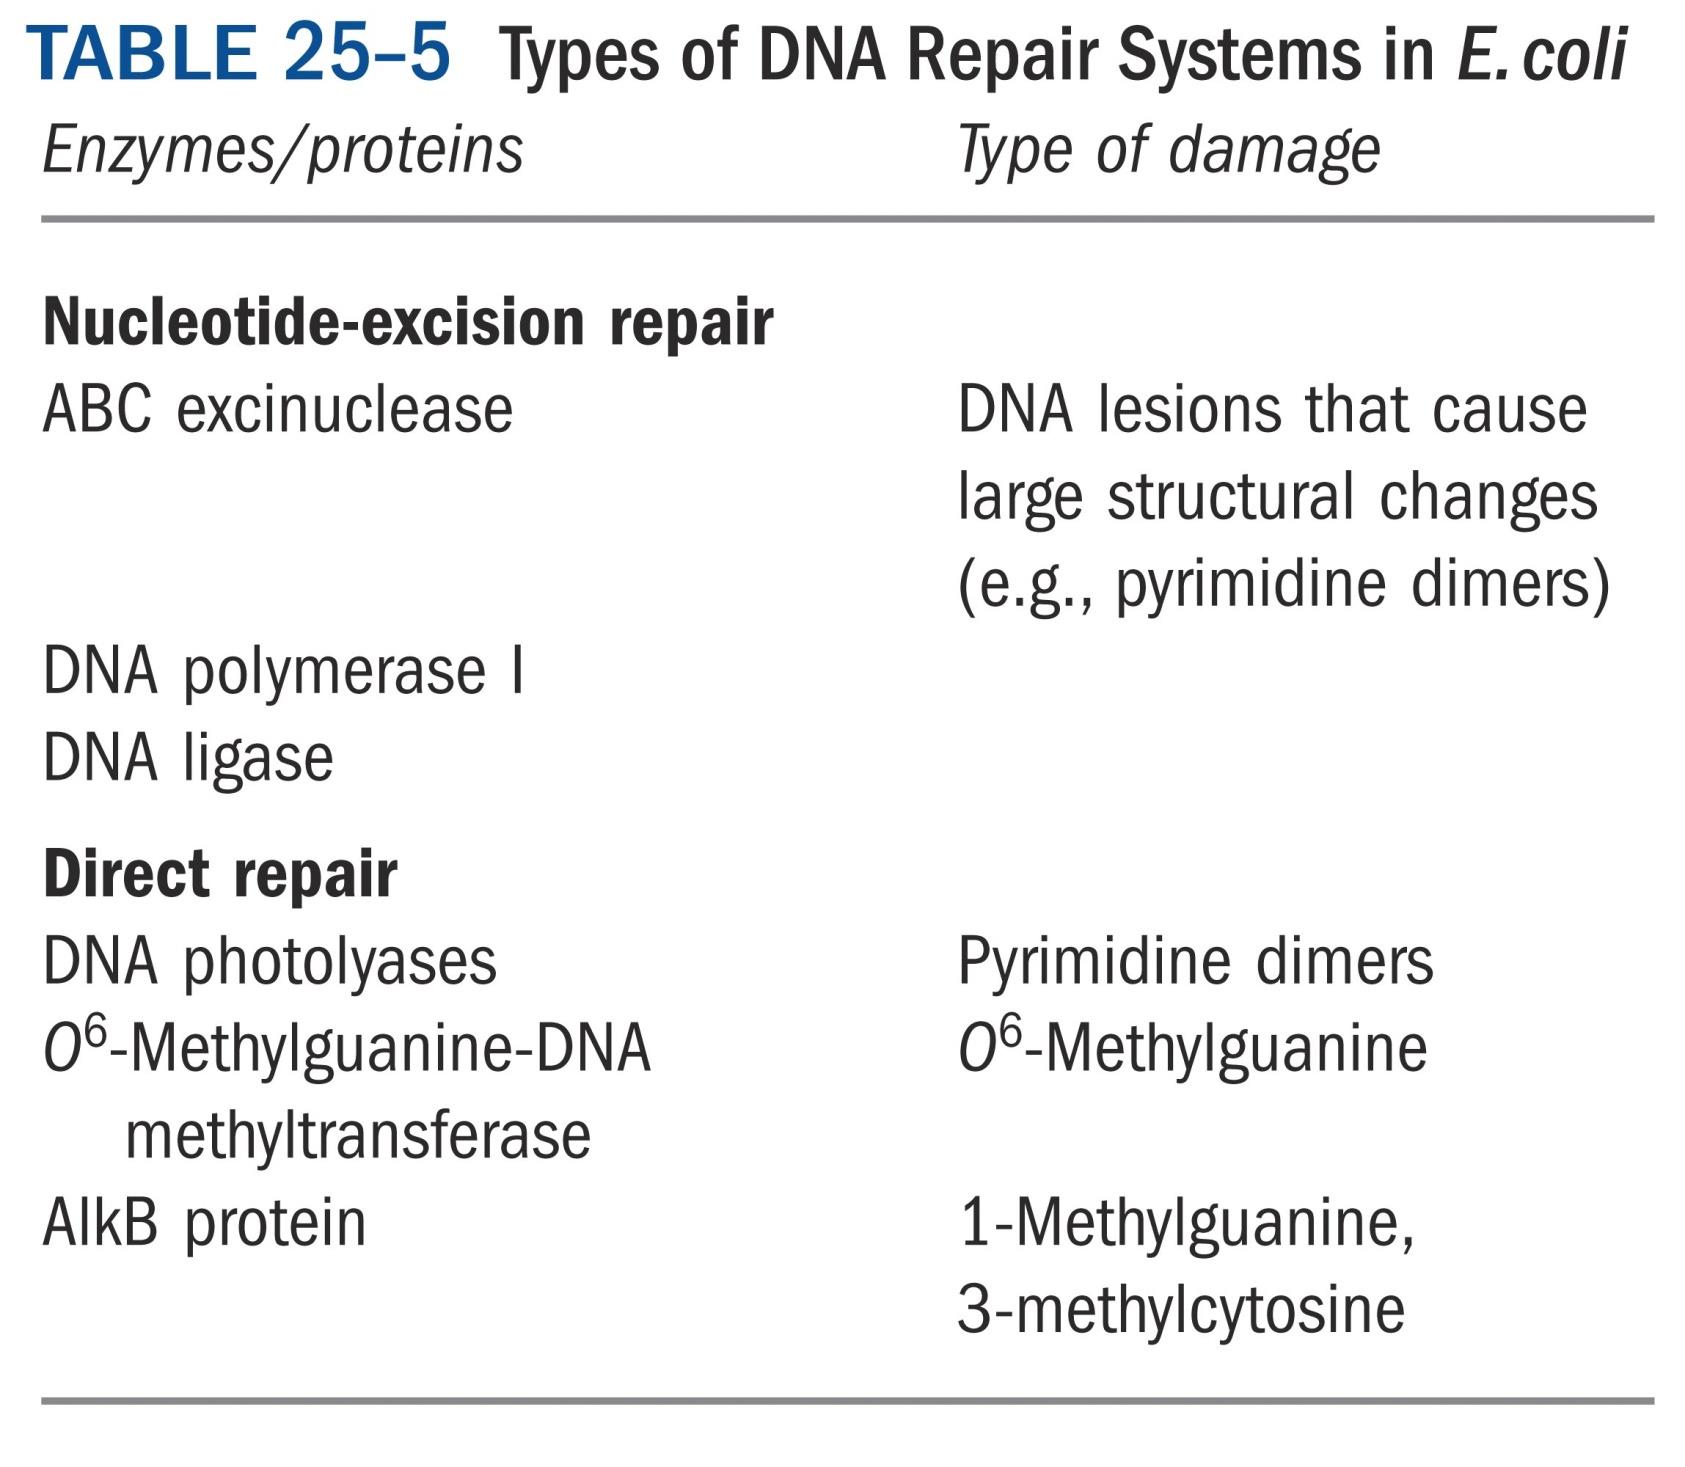 TABLE 25–5 Types of DNA Repair Systems in E. coli
Enzymes/proteins Type of damage
Nucleotide-excision repair
ABC excinuclease DNA lesions that cause
large structural changes
(e.g., pyrimidine dimers)
DNA polymerase I
DNA ligase
Direct repair
DNA photolyases Pyrimidine dimers
O⁶-Methylguanine-DNA O⁶-Methylguanine
methyltransferase
AlkB protein 1-Methylguanine,
3-methylcytosine